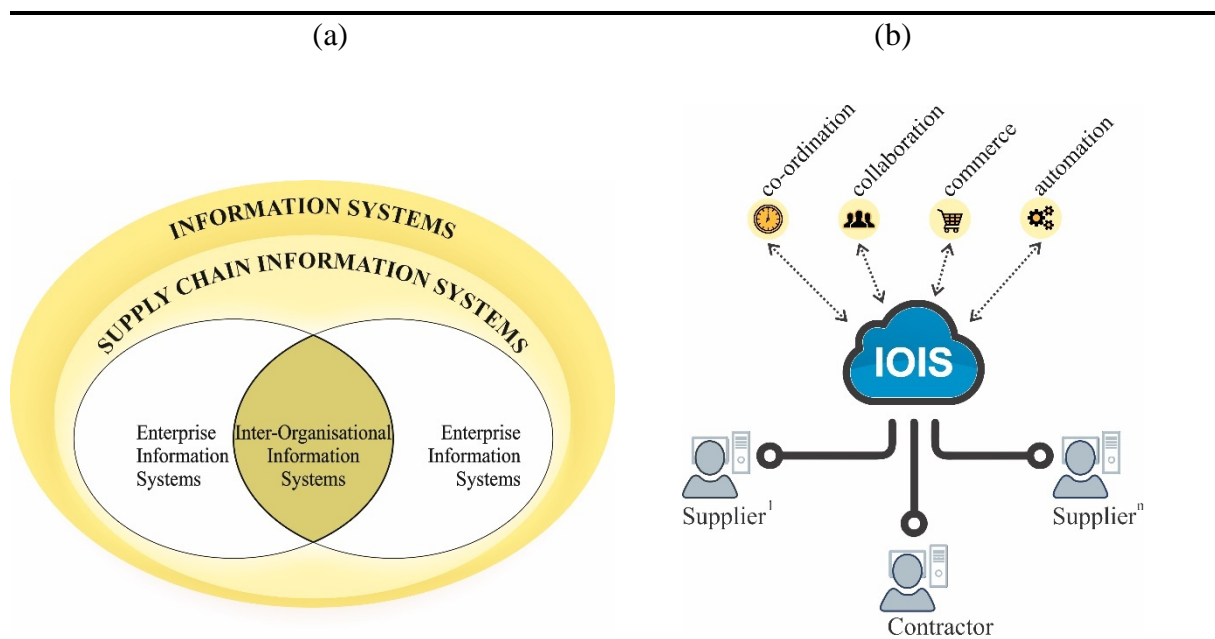 (a)
(b)
INFORMATION SYSTEMS
SUPPLY CHAIN INFORMATION SYSTEMS
Enterprise
Information
Systems
Inter-Organisational
Information
Systems
Enterprise
Information
Systems
co-ordination
collaboration
commerce
automation
IOIS
Supplier¹
Supplierⁿ
Contractor